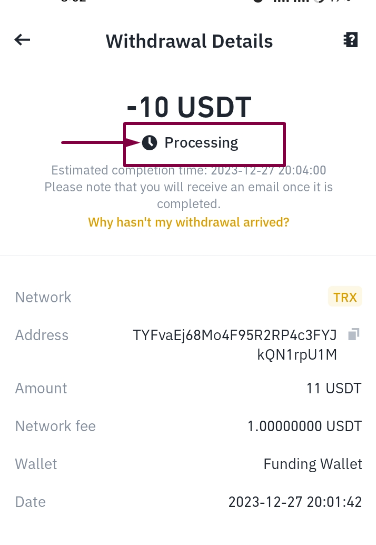 Withdrawal Details
-10 USDT
Processing
Estimated completion time: 2023-12-27 20:04:00
Please note that you will receive an email once it is
completed.
Why hasn't my withdrawal arrived?
Network TRX
Address TYFvaEj68Mo4F95R2RP4c3FYJ
kQN1rpU1M
Amount 11 USDT
Network fee 1.00000000 USDT
Wallet Funding Wallet
Date 2023-12-27 20:01:42